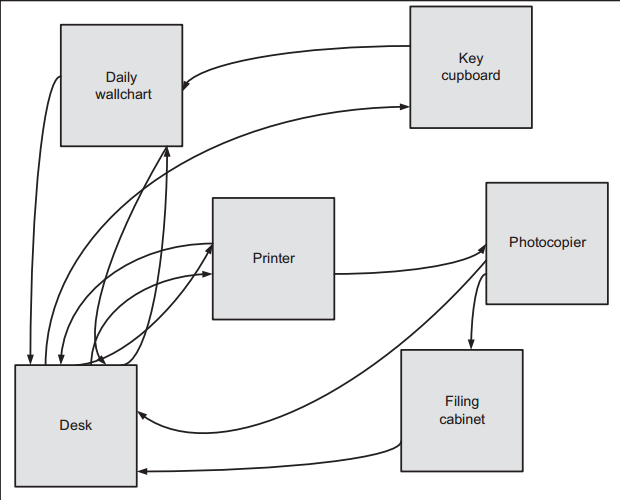 Key
cupboard
Daily
wallchart
Photocopier
Printer
Filing
cabinet
Desk